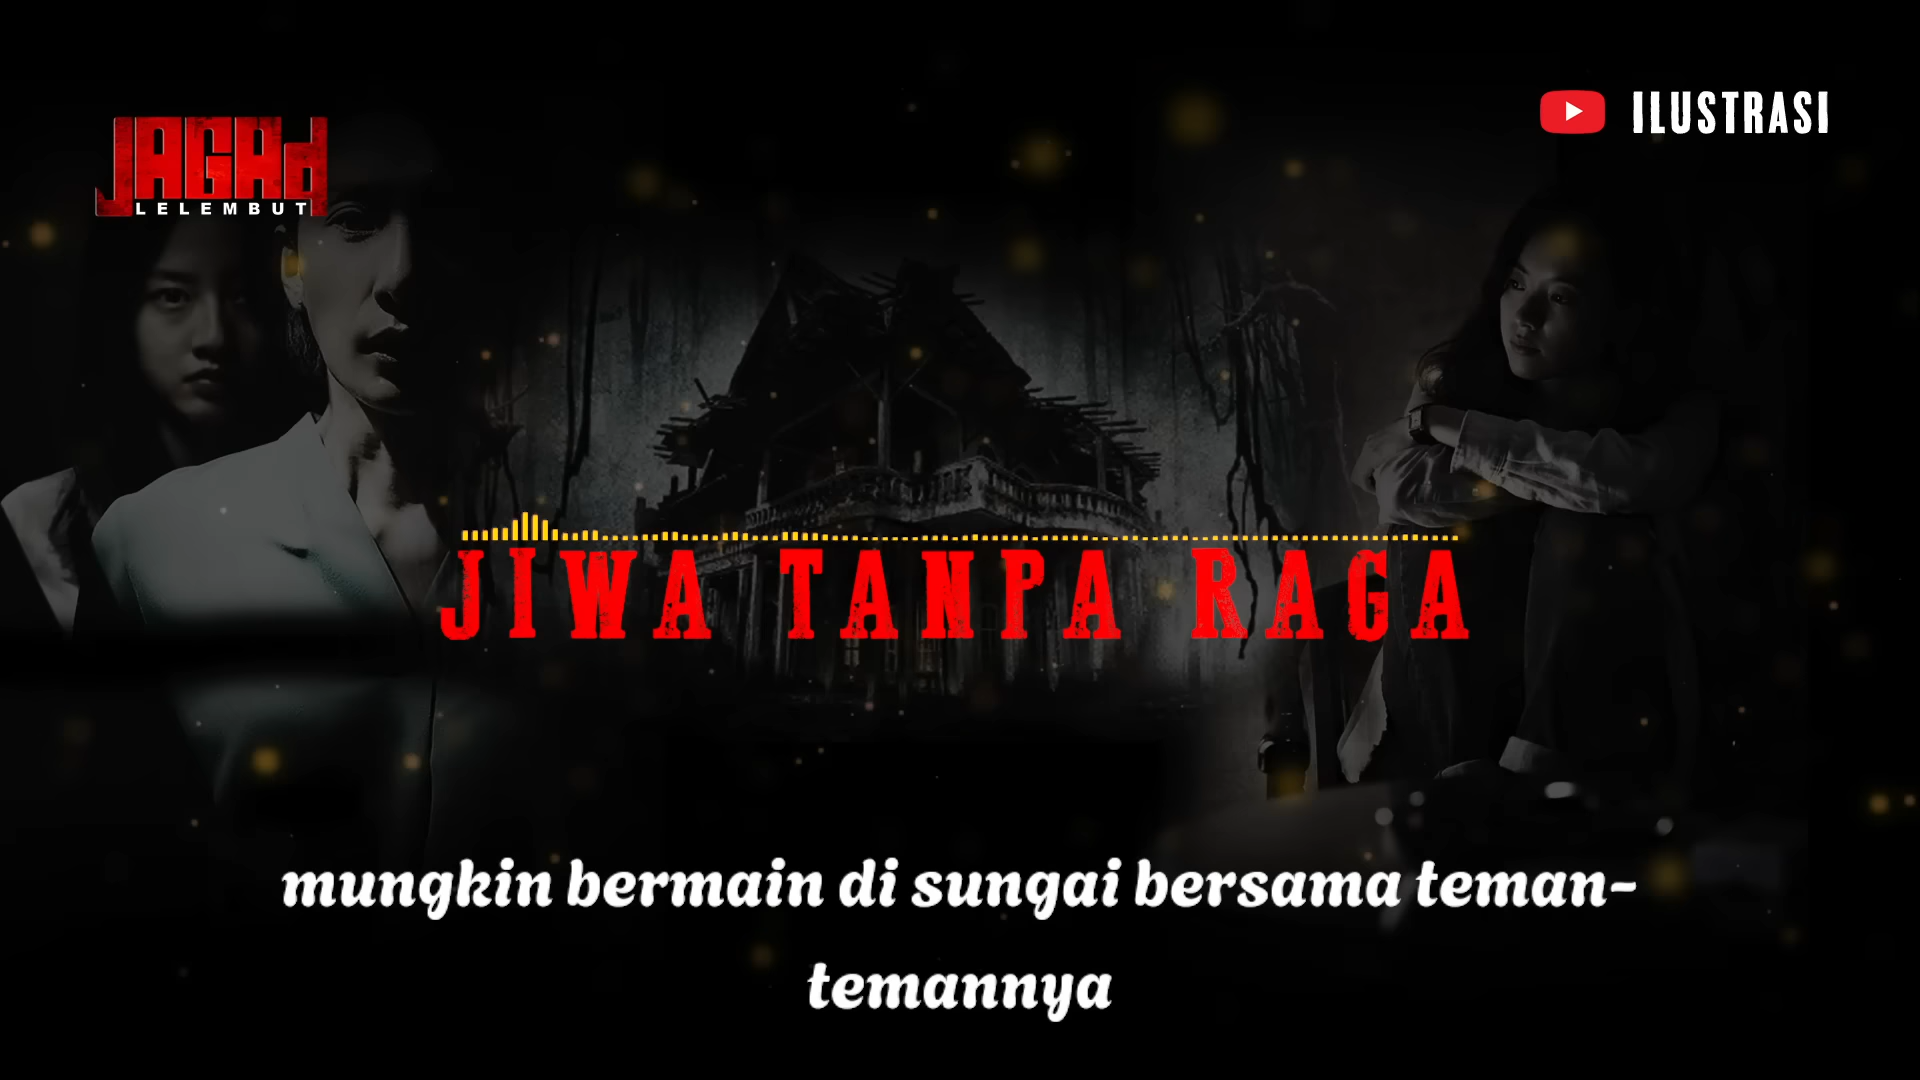 JAGAd
LELEMBUT
ILUSTRASI
JIWA TANPA RAGA
mungkin bermain di sungai bersama teman-
temannya